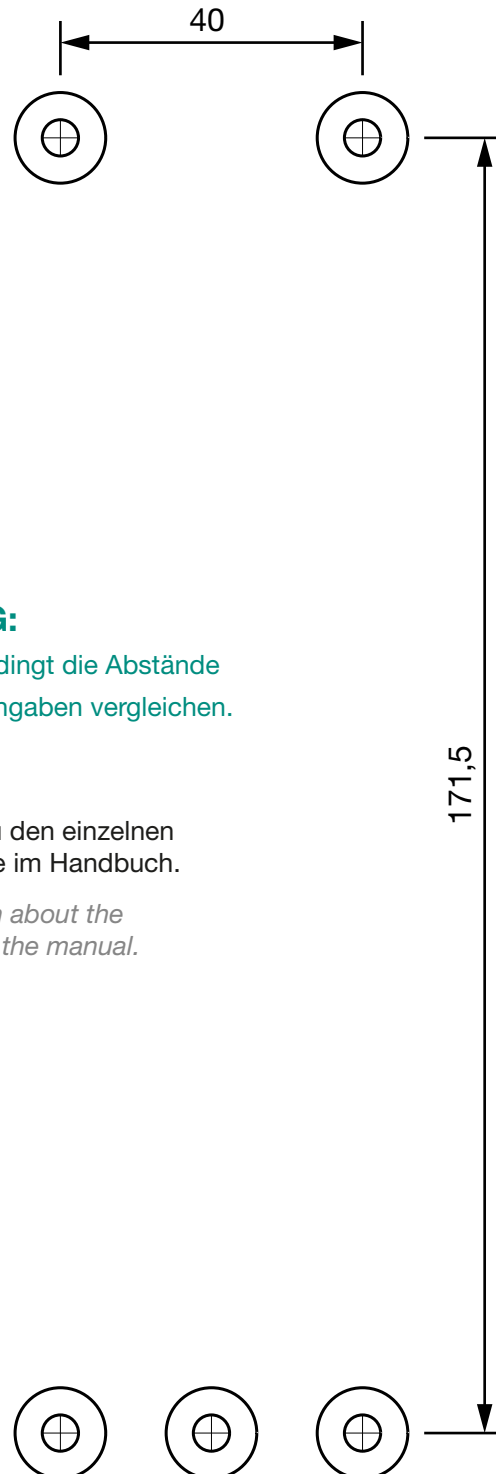 40
G:
dingt die Abstände
ngaben vergleichen.
171,5
u den einzelnen
e im Handbuch.
n about the
the manual.